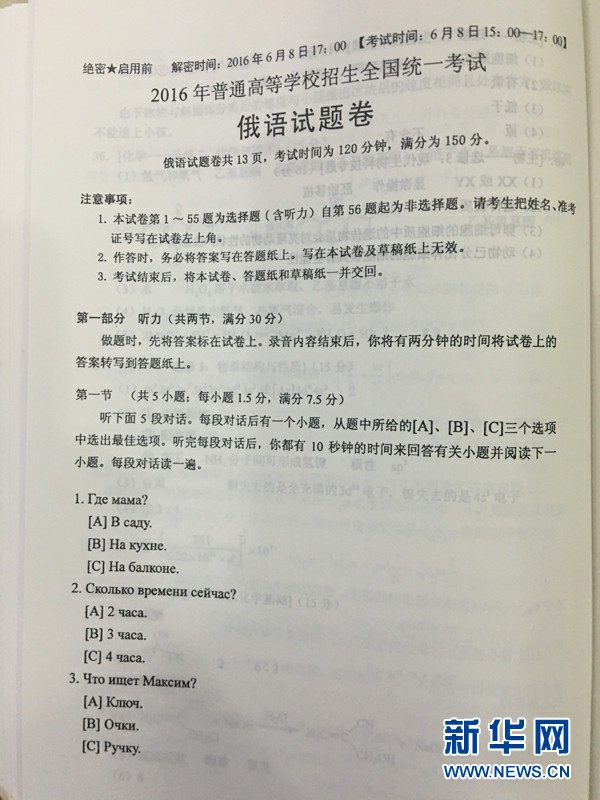 绝密★启用前 解密时间：2016年6月8日17：00 【考试时间：6月8日15：00—17：00】
2016年普通高等学校招生全国统一考试
俄语试题卷
俄语试题卷共13页，考试时间为120分钟，满分为150分。
注意事项：
1. 本试卷第1～55题为选择题（含听力）自第56题起为非选择题。请考生把姓名、准考
证号写在试卷左上角。
2. 作答时，务必将答案写在答题纸上。写在本试卷及草稿纸上无效。
3. 考试结束后，将本试卷、答题纸和草稿纸一并交回。
第一部分 听力（共两节，满分30分）
做题时，先将答案标在试卷上。录音内容结束后，你将有两分钟的时间将试卷上的
答案转写到答题纸上。
第一节 （共5小题；每小题1.5分，满分7.5分）
听下面5段对话。每段对话后有一个小题，从题中所给的[A]、[B]、[C]三个选项
中选出最佳选项。听完每段对话后，你都有10秒钟的时间来回答有关小题并阅读下一
小题。每段对话读一遍。
1. Где мама?
[A] В саду.
[B] На кухне.
[C] На балконе.
2. Сколько времени сейчас?
[A] 2 часа.
[B] 3 часа.
[C] 4 часа.
3. Что ищет Максим?
[A] Ключ.
[B] Очки.
[C] Ручку.
新华网
WWW.NEWS.CN